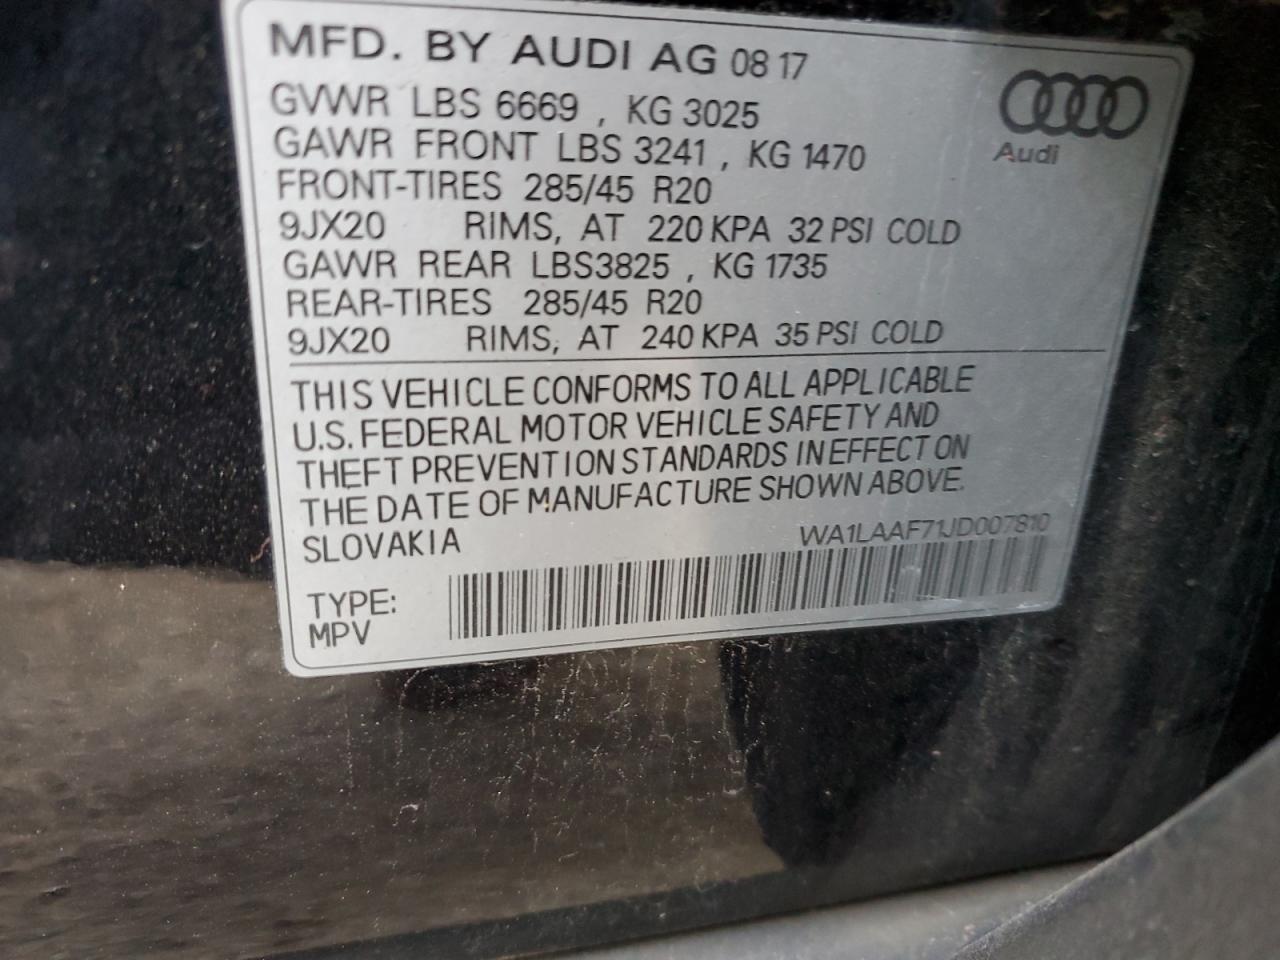 MFD. BY AUDI AG 08 17
GVWR LBS 6669 , KG 3025
GAWR FRONT LBS 3241 , KG 1470
Audi
FRONT-TIRES 285/45 R20
9JX20 RIMS, AT 220 KPA 32 PSI COLD
GAWR REAR LBS3825 , KG 1735
REAR-TIRES 285/45 R20
9JX20 RIMS, AT 240 KPA 35 PSI COLD
THIS VEHICLE CONFORMS TO ALL APPLICABLE
U.S. FEDERAL MOTOR VEHICLE SAFETY AND
THEFT PREVENTION STANDARDS IN EFFECT ON
THE DATE OF MANUFACTURE SHOWN ABOVE.
SLOVAKIA WA1LAAF71JD007810
TYPE:
MPV